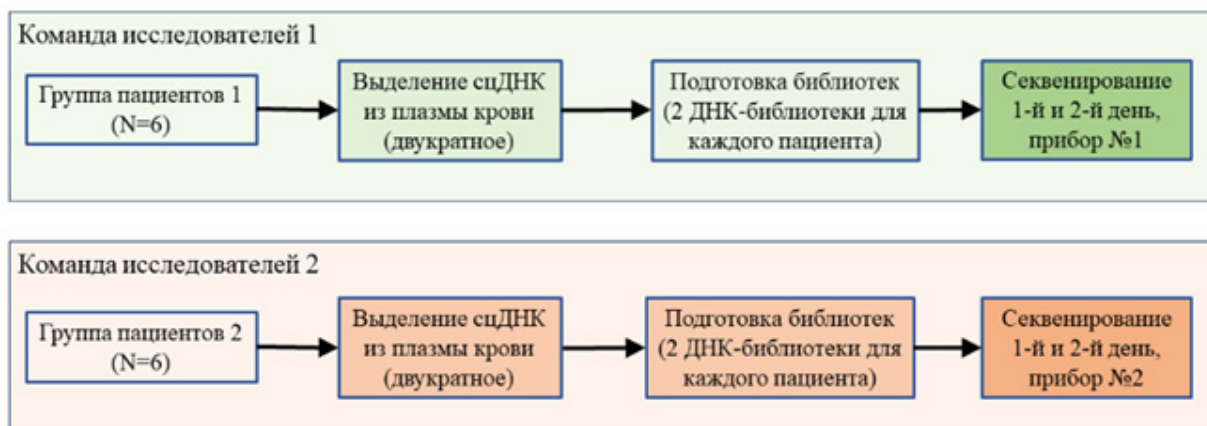 Команда исследователей 1
Группа пациентов 1
(N=6)
Выделение сцДНК
из плазмы крови
(двукратное)
Подготовка библиотек
(2 ДНК-библиотеки для
каждого пациента)
Секвенирование
1-й и 2-й день,
прибор №1
Команда исследователей 2
Группа пациентов 2
(N=6)
Выделение сцДНК
из плазмы крови
(двукратное)
Подготовка библиотек
(2 ДНК-библиотеки для
каждого пациента)
Секвенирование
1-й и 2-й день,
прибор №2